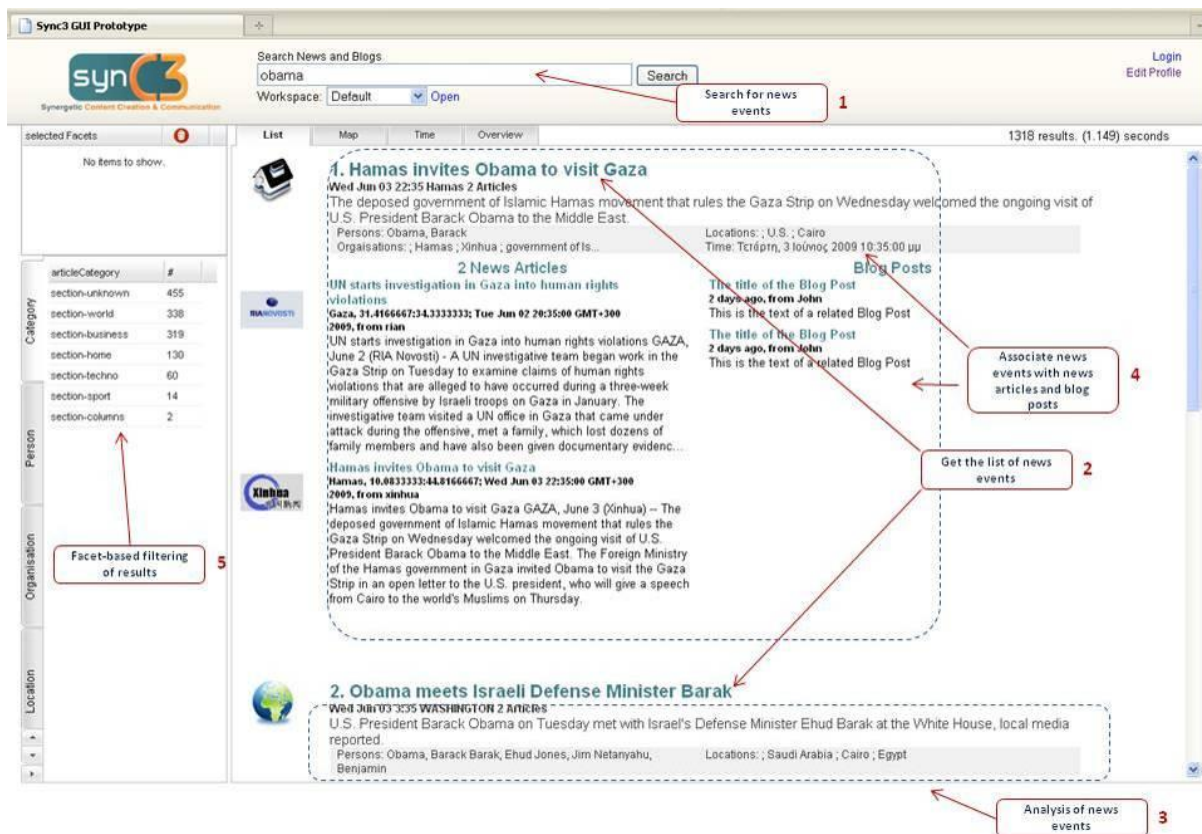 Sync3 GUI Prototype
sync3
Synergetic Content Creation & Communication
Search News and Blogs
obama
Search
Workspace: Default Open
Login
Edit Profile
Search for news
events
1
selected Facets
No items to show.
List Map Time Overview
1318 results. (1.149) seconds
1. Hamas invites Obama to visit Gaza
Wed Jun 03 22:35 Hamas 2 Articles
The deposed government of Islamic Hamas movement that rules the Gaza Strip on Wednesday welcomed the ongoing visit of
U.S. President Barack Obama to the Middle East.
Persons: Obama, Barack
Orgaisations: ; Hamas ; Xinhua ; government of Is...
Locations: ; U.S. ; Cairo
Time: Τετάρτη, 3 Ιούνιος 2009 10:35:00 μμ
2 News Articles
UN starts investigation in Gaza into human rights
violations
Gaza, 31.4166667:34.3333333; Tue Jun 02 20:35:00 GMT+300
2009, from rian
UN starts investigation in Gaza into human rights violations GAZA,
June 2 (RIA Novosti) - A UN investigative team began work in the
Gaza Strip on Tuesday to examine claims of human rights
violations that are alleged to have occurred during a three-week
military offensive by Israeli troops on Gaza in January. The
investigative team visited a UN office in Gaza that came under
attack during the offensive, met a family, which lost dozens of
family members and have also been given documentary evidenc...
RIANOVOSTI
Blog Posts
The title of the Blog Post
2 days ago, from John
This is the text of a related Blog Post
The title of the Blog Post
2 days ago, from John
This is the text of a related Blog Post
Associate news
events with news
articles and blog
posts
4
Hamas invites Obama to visit Gaza
Hamas, 10.0833333:44.8166667; Wed Jun 03 22:35:00 GMT+300
2009, from xinhua
Hamas invites Obama to visit Gaza GAZA, June 3 (Xinhua) -- The
deposed government of Islamic Hamas movement that rules the
Gaza Strip on Wednesday welcomed the ongoing visit of U.S.
President Barack Obama to the Middle East. The Foreign Ministry
of the Hamas government in Gaza invited Obama to visit the Gaza
Strip in an open letter to the U.S. president, who will give a speech
from Cairo to the world's Muslims on Thursday.
Xinhua
Get the list of news
events
2
articleCategory #
section-unknown 455
section-world 338
section-business 319
section-home 130
section-techno 60
section-sport 14
section-columns 2
Category
Person
Organisation
Location
Facet-based filtering
of results
5
2. Obama meets Israeli Defense Minister Barak
Wed Jun 03 3:35 WASHINGTON 2 Articles
U.S. President Barack Obama on Tuesday met with Israel's Defense Minister Ehud Barak at the White House, local media
reported.
Persons: Obama, Barack Barak, Ehud Jones, Jim Netanyahu,
Benjamin
Locations: ; Saudi Arabia ; Cairo ; Egypt
Analysis of news
events
3